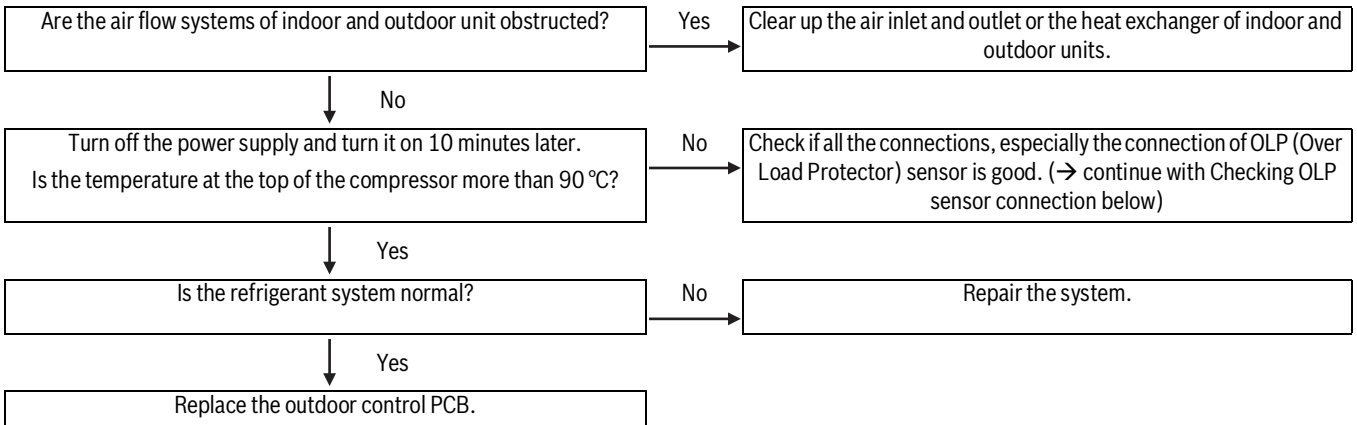 Are the air flow systems of indoor and outdoor unit obstructed?
Yes
Clear up the air inlet and outlet or the heat exchanger of indoor and
outdoor units.
No
Turn off the power supply and turn it on 10 minutes later.
Is the temperature at the top of the compressor more than 90 °C?
No
Check if all the connections, especially the connection of OLP (Over
Load Protector) sensor is good. (→ continue with Checking OLP
sensor connection below)
Yes
Is the refrigerant system normal?
No
Repair the system.
Yes
Replace the outdoor control PCB.